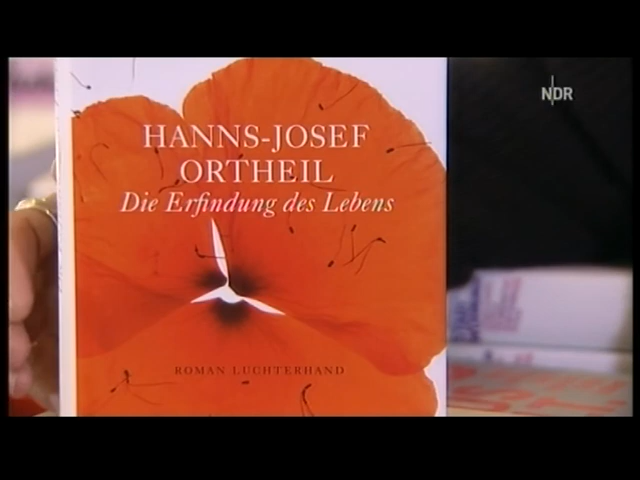 NDR
HANNS-JOSEF
ORTHEIL
Die Erfindung des Lebens
ROMAN LUCHTERHAND